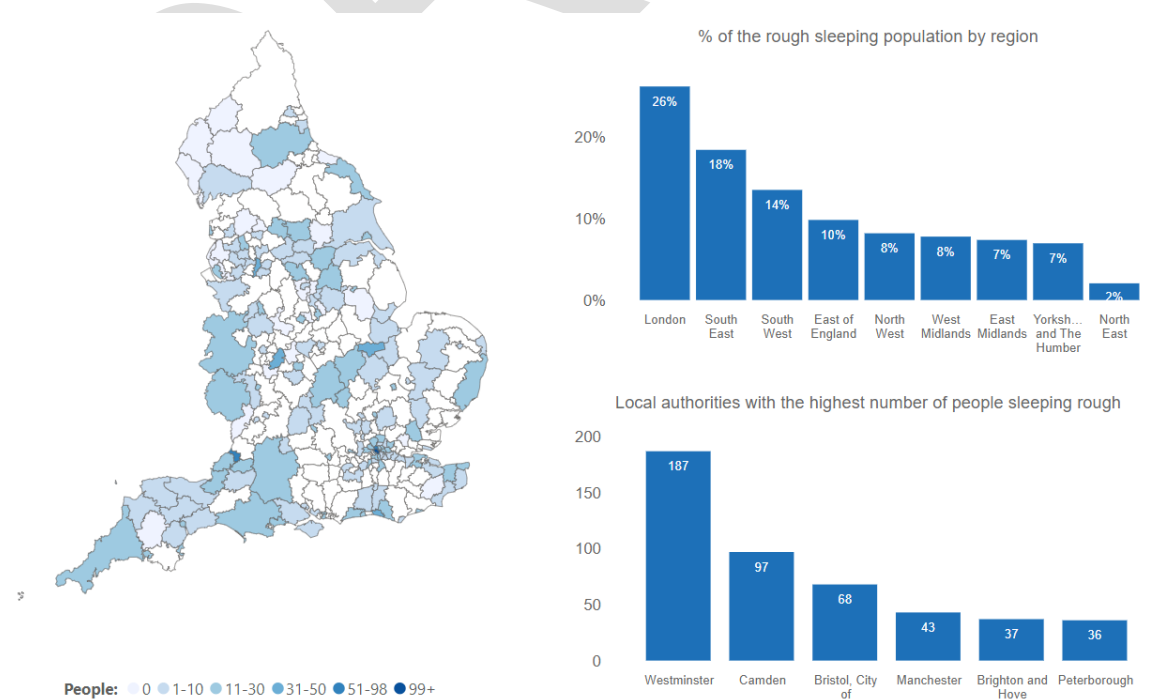 % of the rough sleeping population by region
20%
10%
0%
26%
18%
14%
10%
8%
8%
7%
7%
2%
London
South East
South West
East of England
North West
West Midlands
East Midlands
Yorksh… and The Humber
North East
Local authorities with the highest number of people sleeping rough
200
150
100
50
0
187
97
68
43
37
36
Westminster
Camden
Bristol, City of
Manchester
Brighton and Hove
Peterborough
People: 0 1-10 11-30 31-50 51-98 99+